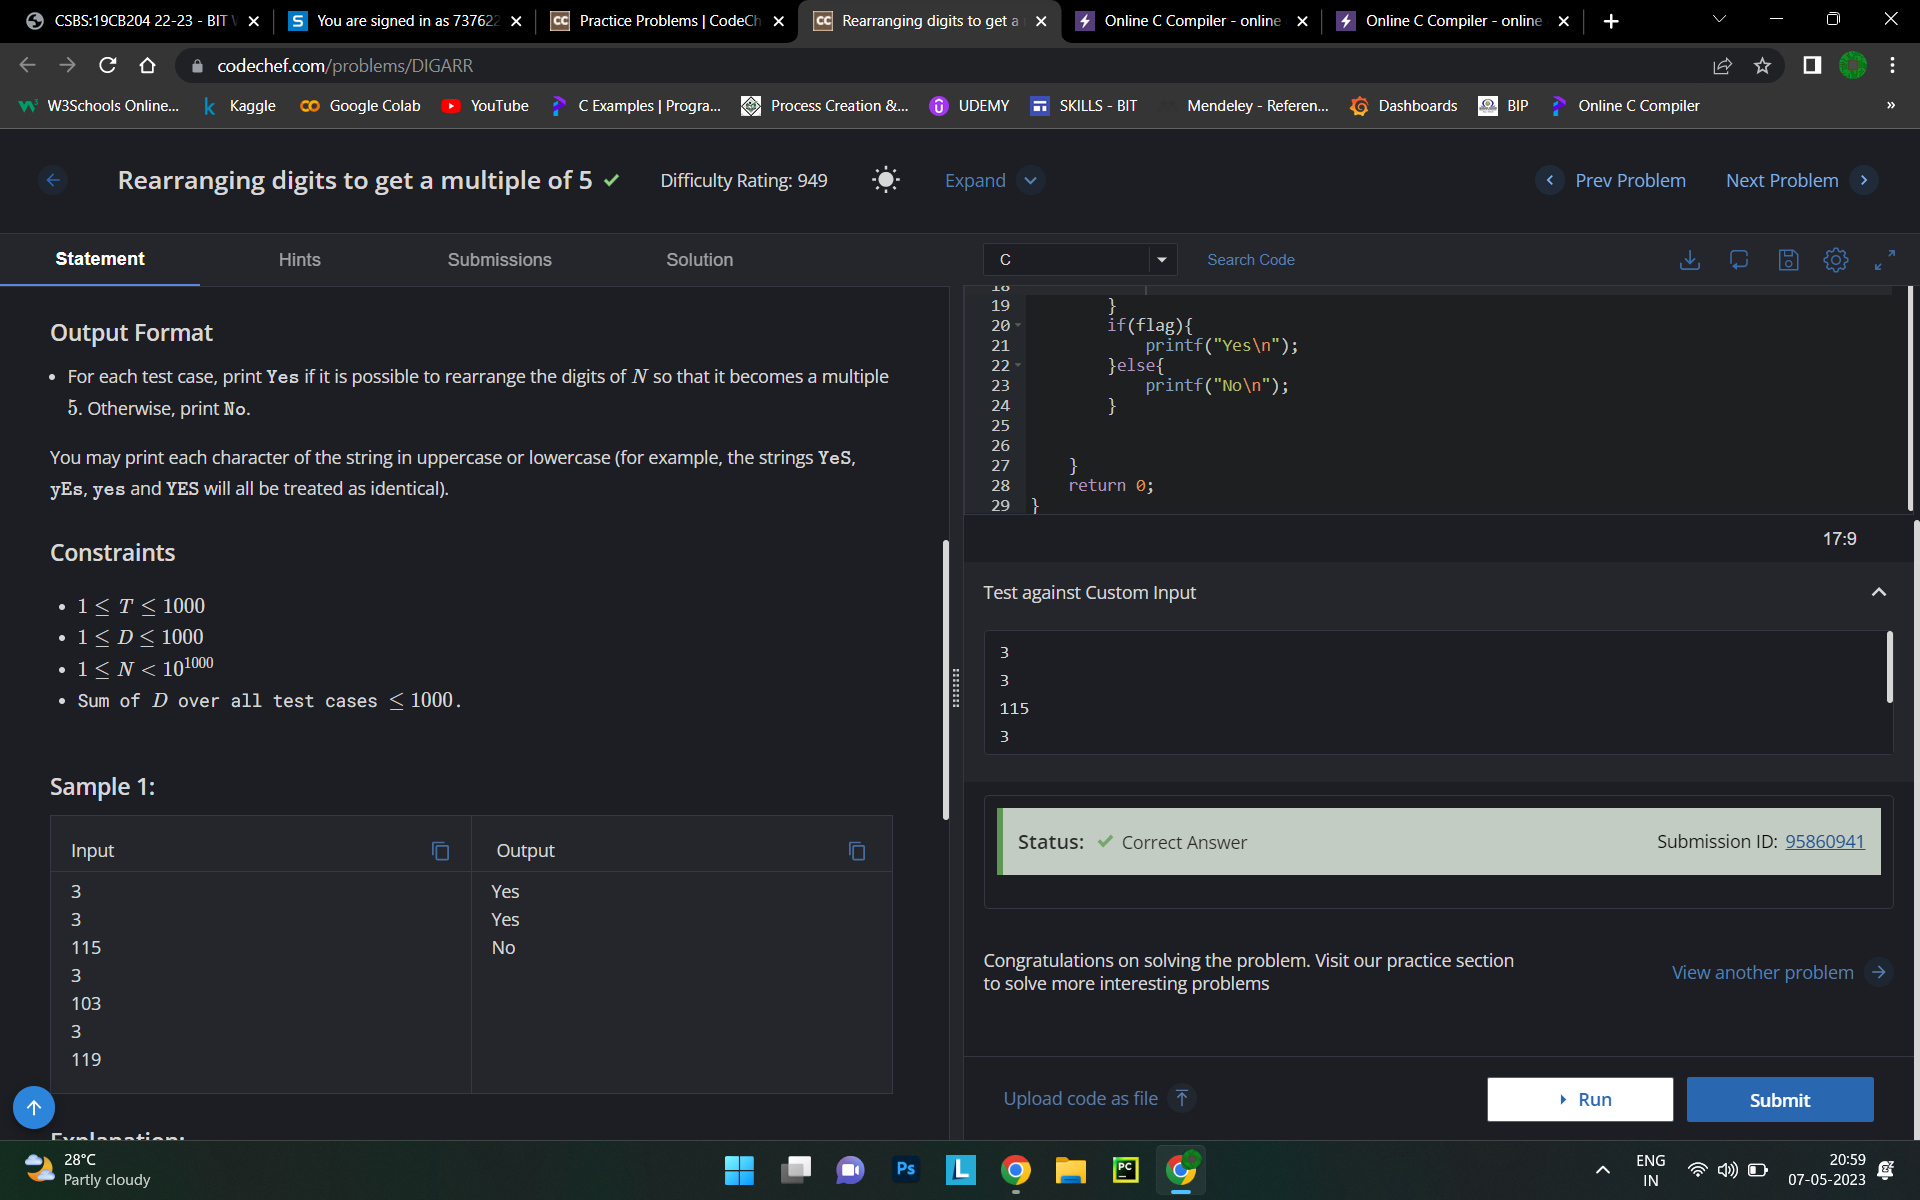 CSBS:19CB204 22-23 - BIT
You are signed in as 737622
Practice Problems | CodeCh
Rearranging digits to get a
Online C Compiler - online
Online C Compiler - online
codechef.com/problems/DIGARR
W3Schools Online...
Kaggle
Google Colab
YouTube
C Examples | Progra...
Process Creation &...
UDEMY
SKILLS - BIT
Mendeley - Referen...
Dashboards
BIP
Online C Compiler
»
Rearranging digits to get a multiple of 5
Difficulty Rating: 949
Expand
Prev Problem
Next Problem
Statement
Hints
Submissions
Solution
Output Format
• For each test case, print Yes if it is possible to rearrange the digits of N so that it becomes a multiple
5. Otherwise, print No.
You may print each character of the string in uppercase or lowercase (for example, the strings YeS,
yEs, yes and YES will all be treated as identical).
Constraints
• 1 ≤ T ≤ 1000
• 1 ≤ D ≤ 1000
• 1 ≤ N < 10^1000
• Sum of D over all test cases ≤ 1000.
Sample 1:
Input
Output
3
3
115
3
103
3
119
Yes
Yes
No
Explanation:
C
Search Code
18
19 }
20 if(flag){
21 printf("Yes\n");
22 }else{
23 printf("No\n");
24 }
25
26
27 }
28 return 0;
29 }
17:9
Test against Custom Input
3
3
115
3
Status: Correct Answer
Submission ID: 95860941
Congratulations on solving the problem. Visit our practice section
to solve more interesting problems
View another problem
Upload code as file
Run
Submit
28°C
Partly cloudy
Ps
L
PC
ENG
IN
20:59
07-05-2023